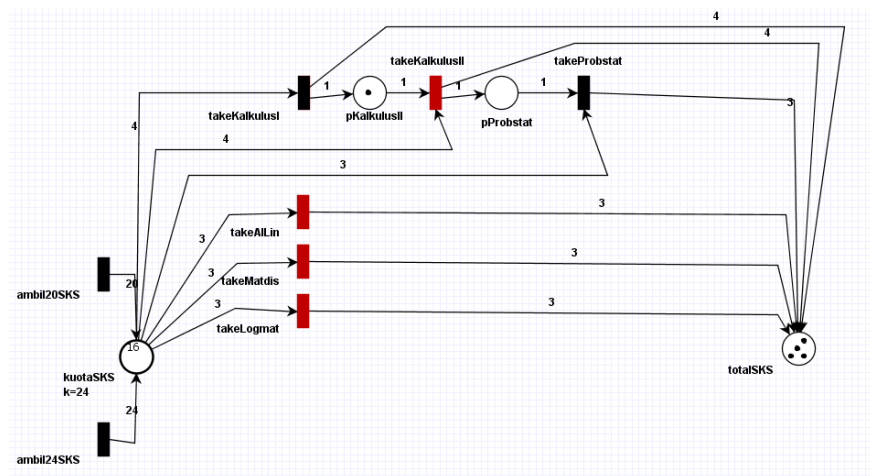 4
4
takeKalkulusII
takeProbstat
1
1
1
1
takeKalkulusI
pKalkulusII
pProbstat
3
4
4
3
3
takeAlLin
3
3
takeMatdis
3
20
ambil20SKS
3
3
takeLogmat
16
kuotaSKS
k=24
totalSKS
24
ambil24SKS